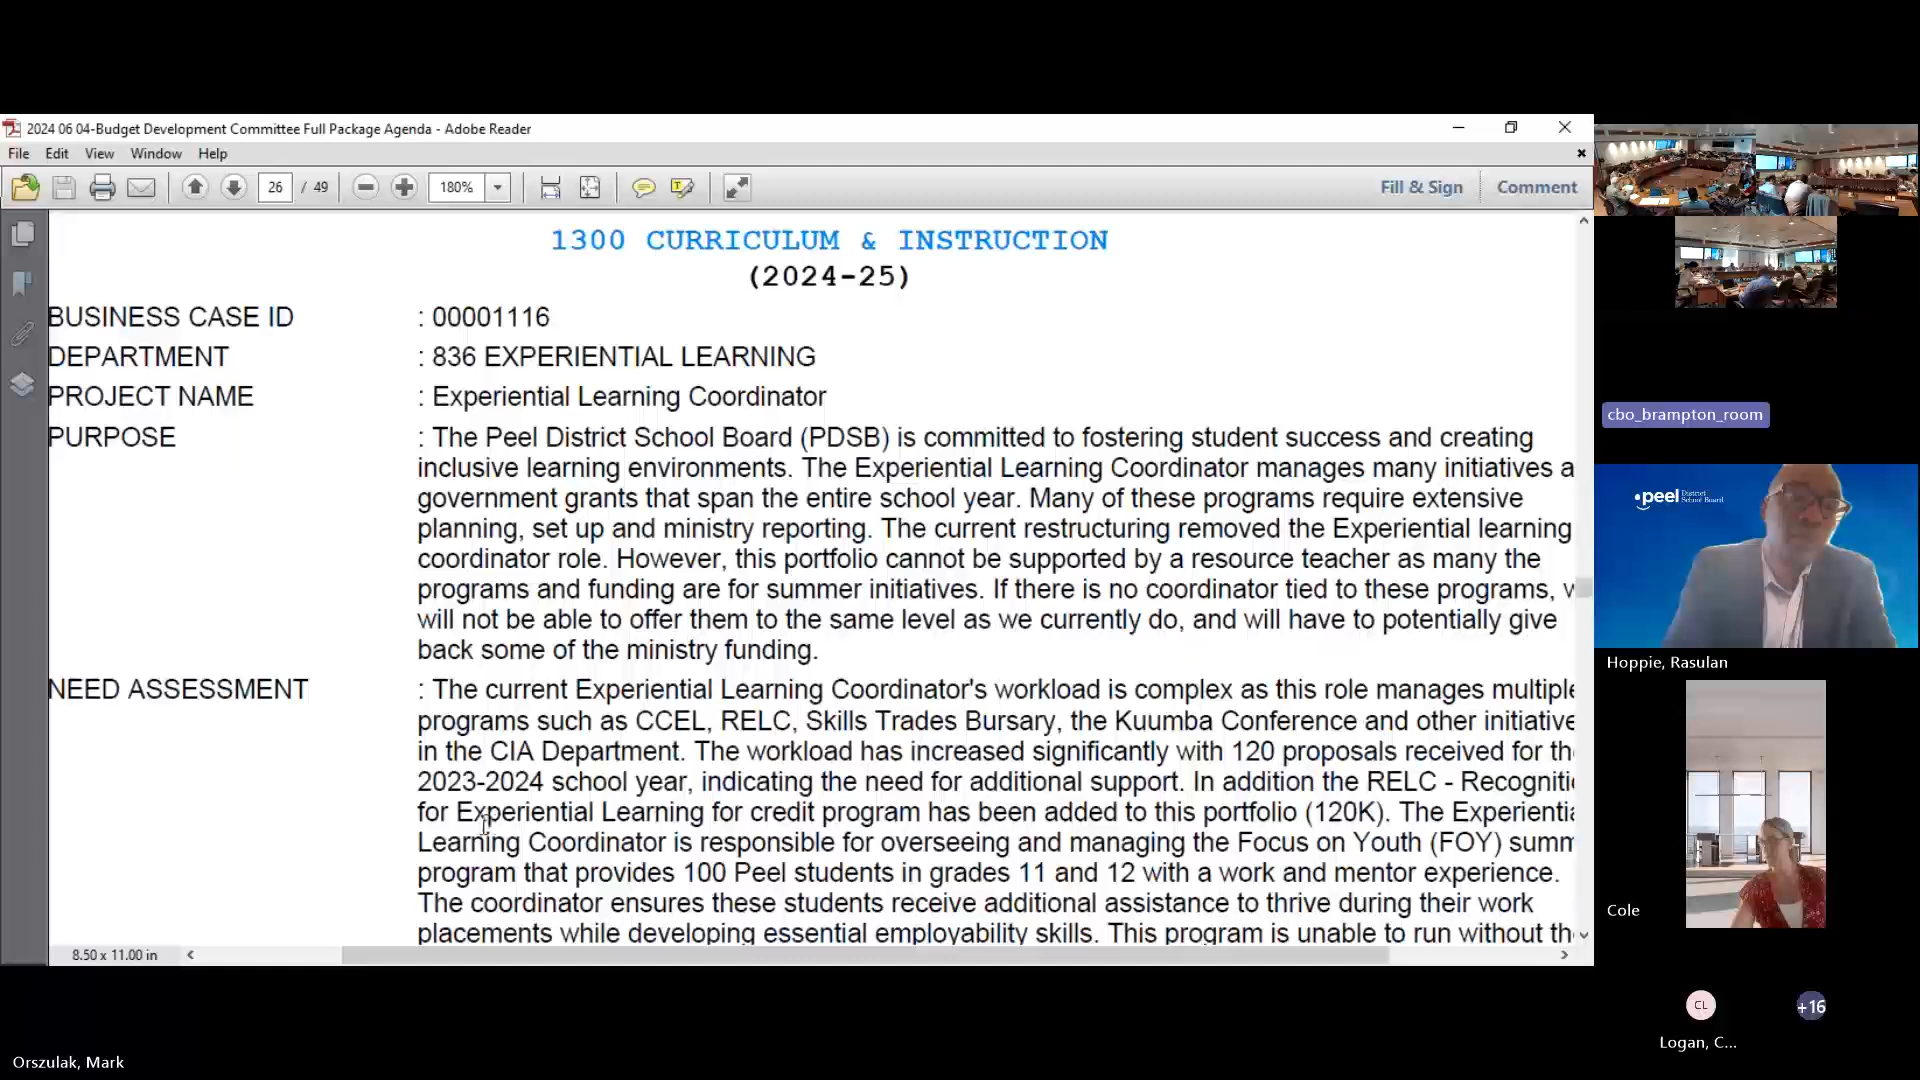 2024 06 04-Budget Development Committee Full Package Agenda - Adobe Reader
File Edit View Window Help
26 / 49 180% Fill & Sign Comment
1300 CURRICULUM & INSTRUCTION
(2024-25)
BUSINESS CASE ID : 00001116
DEPARTMENT : 836 EXPERIENTIAL LEARNING
PROJECT NAME : Experiential Learning Coordinator
PURPOSE : The Peel District School Board (PDSB) is committed to fostering student success and creating
inclusive learning environments. The Experiential Learning Coordinator manages many initiatives a
government grants that span the entire school year. Many of these programs require extensive
planning, set up and ministry reporting. The current restructuring removed the Experiential learning
coordinator role. However, this portfolio cannot be supported by a resource teacher as many the
programs and funding are for summer initiatives. If there is no coordinator tied to these programs, w
will not be able to offer them to the same level as we currently do, and will have to potentially give
back some of the ministry funding.
NEED ASSESSMENT : The current Experiential Learning Coordinator's workload is complex as this role manages multiple
programs such as CCEL, RELC, Skills Trades Bursary, the Kuumba Conference and other initiative
in the CIA Department. The workload has increased significantly with 120 proposals received for the
2023-2024 school year, indicating the need for additional support. In addition the RELC - Recogniti
for Experiential Learning for credit program has been added to this portfolio (120K). The Experientia
Learning Coordinator is responsible for overseeing and managing the Focus on Youth (FOY) summ
program that provides 100 Peel students in grades 11 and 12 with a work and mentor experience.
The coordinator ensures these students receive additional assistance to thrive during their work
placements while developing essential employability skills. This program is unable to run without th
8.50 x 11.00 in
cbo_brampton_room
peel District
School Board
Hoppie, Rasulan
Cole
CL
+16
Logan, C...
Orszulak, Mark